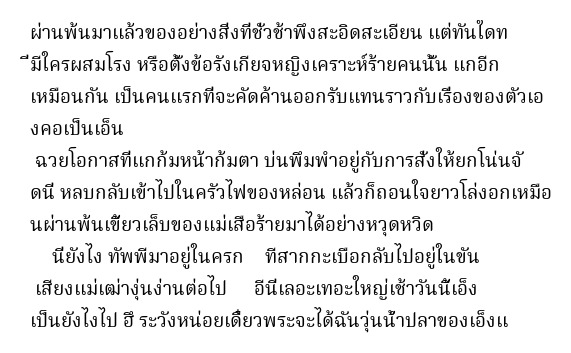 ผ่านพ้นมาแล้วของอย่างสิ่งที่ชั่วช้าพึงสะอิดสะเอียน แต่ทันใดท
ี่มีใครผสมโรง หรือตั้งข้อรังเกียจหญิงเคราะห์ร้ายคนนั้น แกอีก
เหมือนกัน เป็นคนแรกที่จะคัดค้านออกรับแทนราวกับเรื่องของตัวเอ
งคอเป็นเอ็น
ฉวยโอกาสที่แกก้มหน้าก้มตา บ่นพึมพำอยู่กับการสั่งให้ยกโน่นจั
ดนี่ หลบกลับเข้าไปในครัวไฟของหล่อน แล้วก็ถอนใจยาวโล่งอกเหมือ
นผ่านพ้นเขี้ยวเล็บของแม่เสือร้ายมาได้อย่างหวุดหวิด
นี่ยังไง ทัพพีมาอยู่ในครก ทีสากกะเบือกลับไปอยู่ในขัน
เสียงแม่เฒ่างุ่นง่านต่อไป อีนี่เลอะเทอะใหญ่เช้าวันนี้เอ็ง
เป็นยังไงไป ฮึ ระวังหน่อยเดี๋ยวพระจะได้ฉันวุ่นน้ำปลาของเอ็งแ